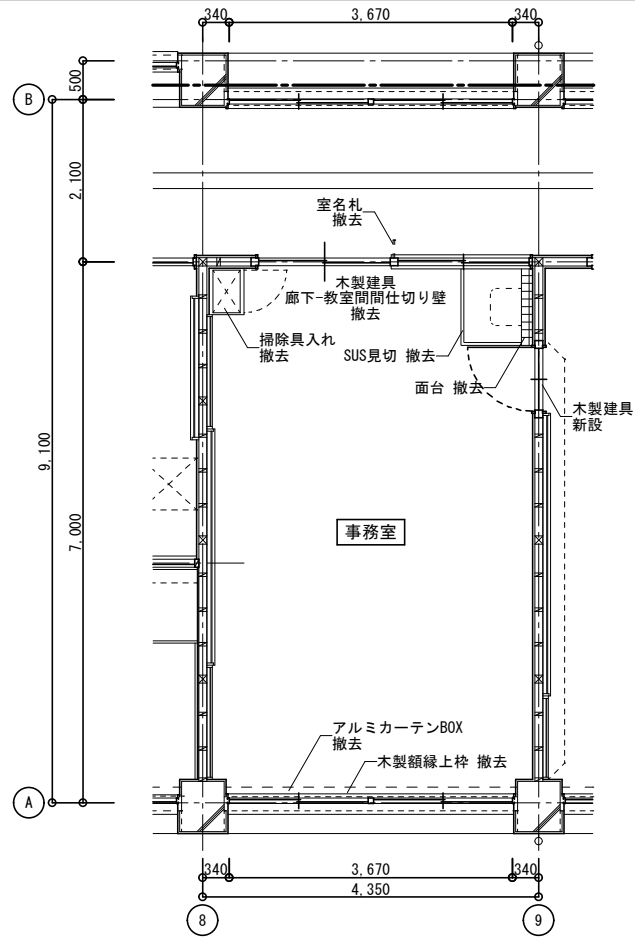 340
3,670
340
500
B
2,100
室名札
撤去
木製建具
廊下-教室間間仕切り壁
撤去
掃除具入れ
撤去
SUS見切 撤去
面台 撤去
木製建具
新設
9,100
7,000
事務室
アルミカーテンBOX
撤去
木製額縁上枠 撤去
A
340
3,670
340
4,350
8
9